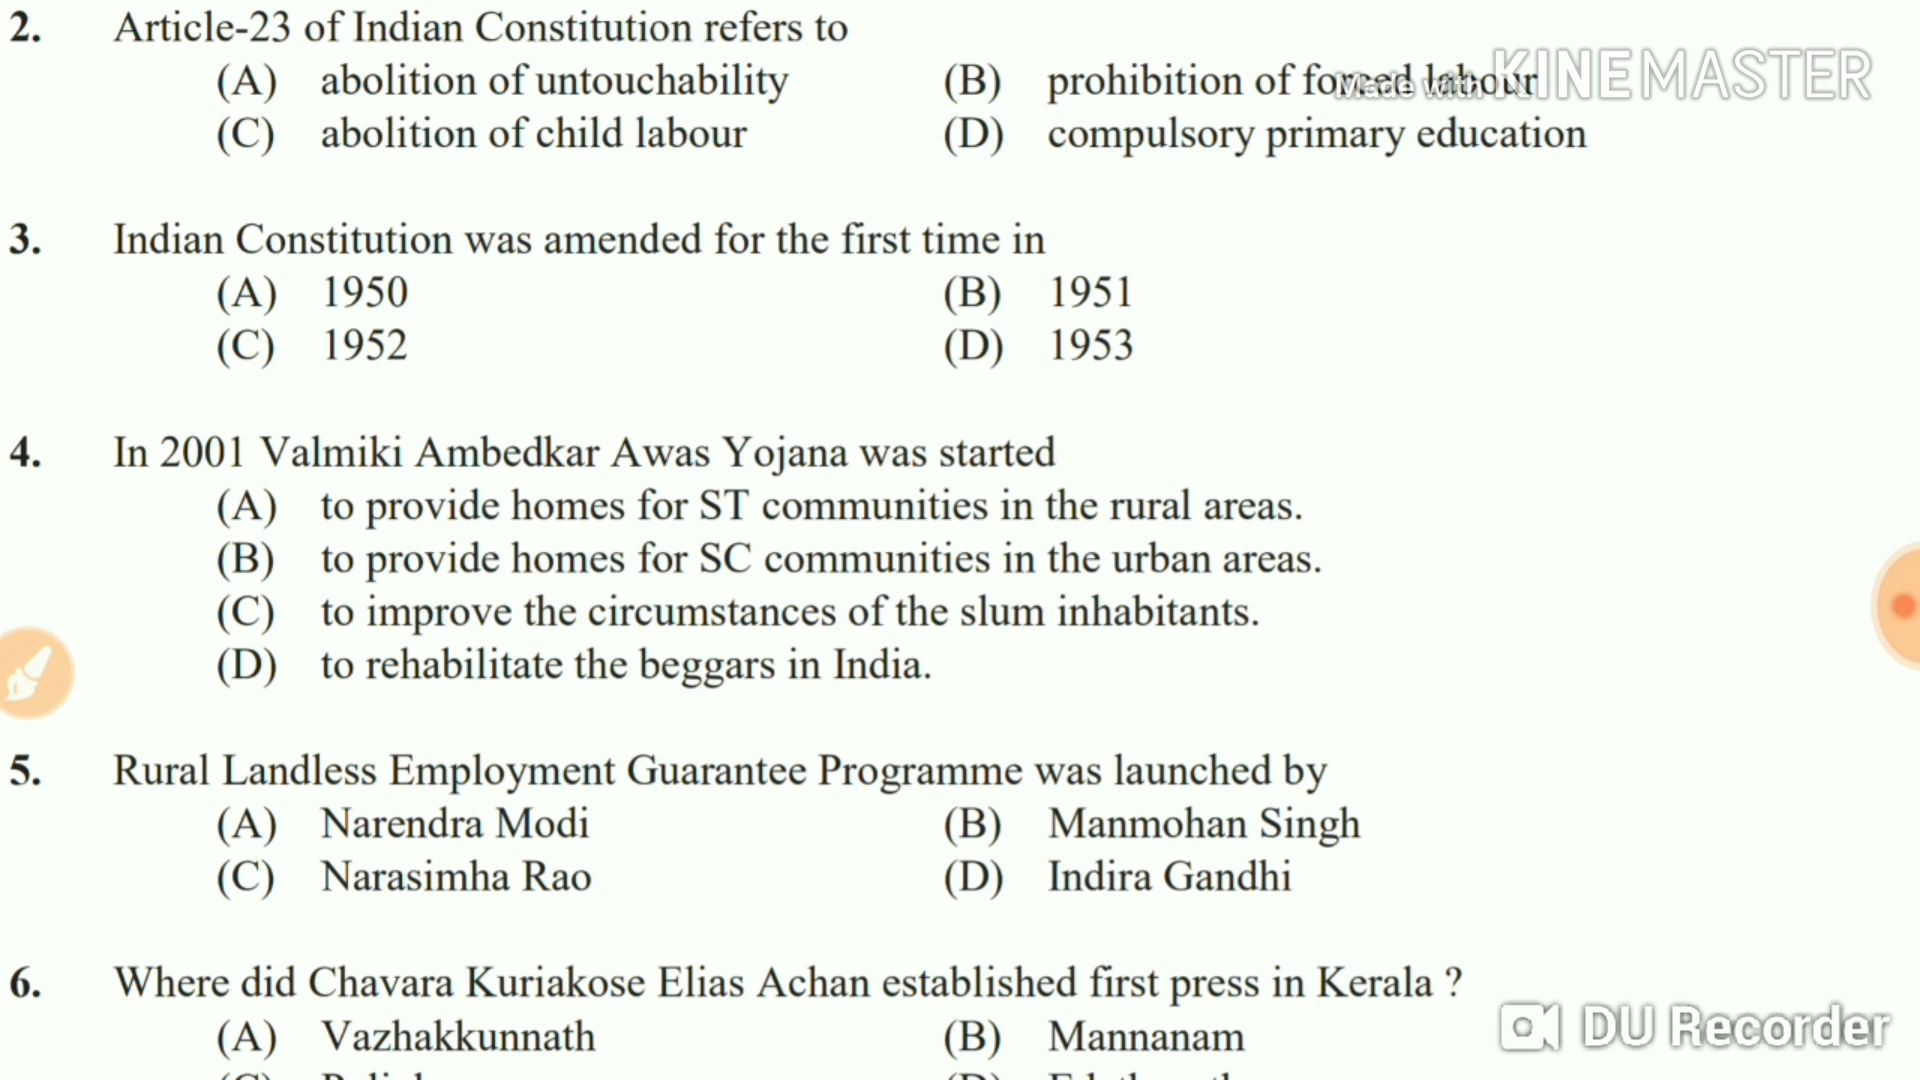 2. Article-23 of Indian Constitution refers to
(A) abolition of untouchability (B) prohibition of forced labour
Made with KINEMASTER
(C) abolition of child labour (D) compulsory primary education
3. Indian Constitution was amended for the first time in
(A) 1950 (B) 1951
(C) 1952 (D) 1953
4. In 2001 Valmiki Ambedkar Awas Yojana was started
(A) to provide homes for ST communities in the rural areas.
(B) to provide homes for SC communities in the urban areas.
(C) to improve the circumstances of the slum inhabitants.
(D) to rehabilitate the beggars in India.
5. Rural Landless Employment Guarantee Programme was launched by
(A) Narendra Modi (B) Manmohan Singh
(C) Narasimha Rao (D) Indira Gandhi
6. Where did Chavara Kuriakose Elias Achan established first press in Kerala ?
(A) Vazhakkunnath (B) Mannanam
DU Recorder
(C) (D)